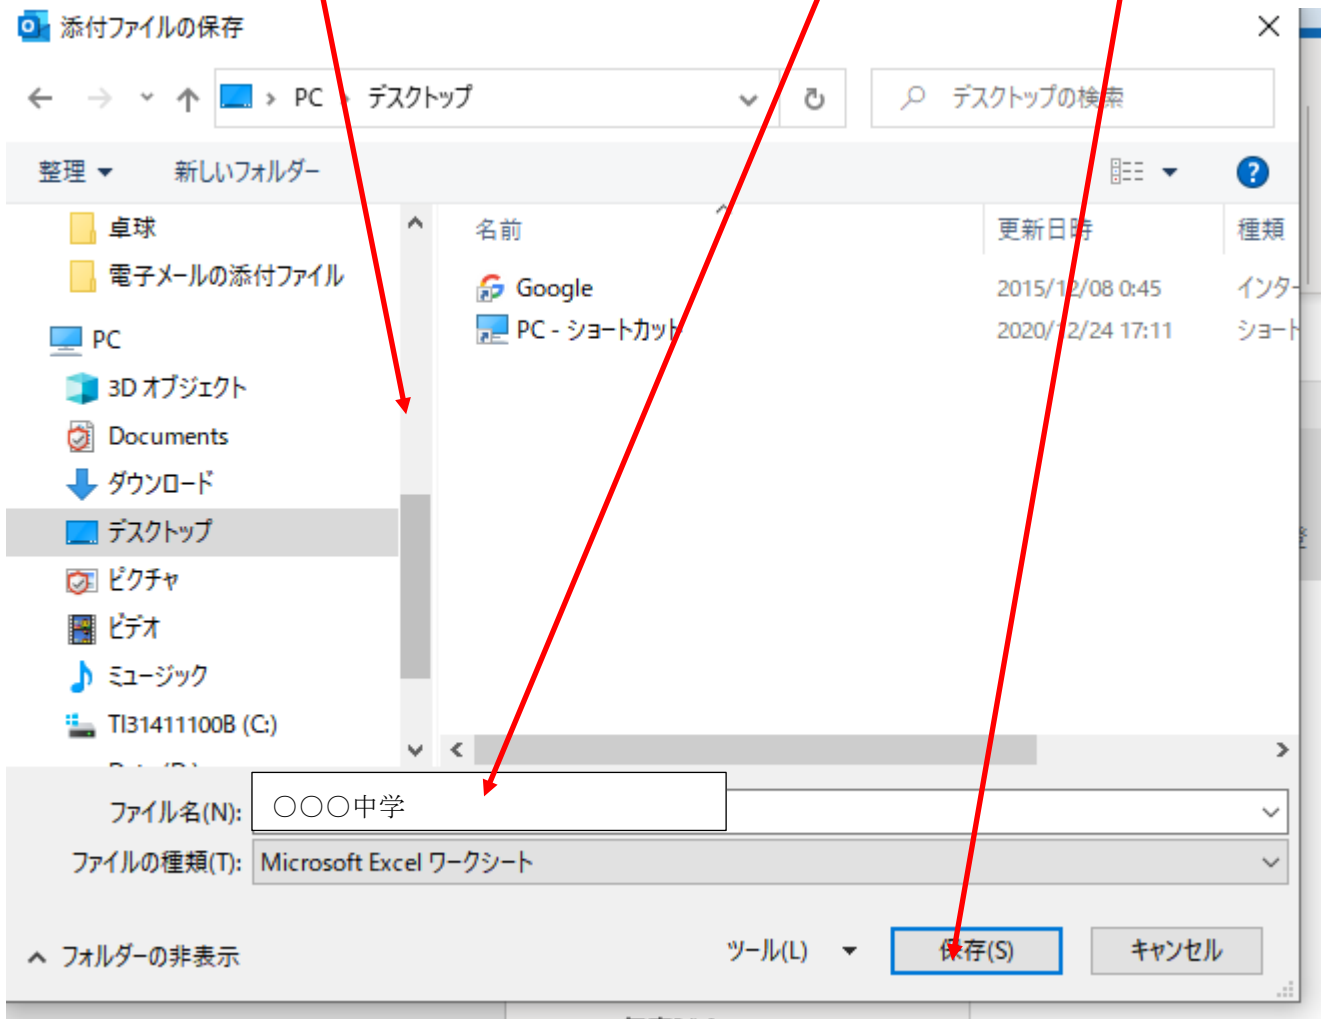 添付ファイルの保存
PC › デスクトップ
デスクトップの検索
整理
新しいフォルダー
卓球
電子メールの添付ファイル
PC
3D オブジェクト
Documents
ダウンロード
デスクトップ
ピクチャ
ビデオ
ミュージック
TI31411100B (C:)
名前 更新日時 種類
Google 2015/12/08 0:45 インター
PC - ショートカット 2020/12/24 17:11 ショート
ファイル名(N): 〇〇〇中学
ファイルの種類(T): Microsoft Excel ワークシート
フォルダーの非表示
ツール(L)
保存(S)
キャンセル